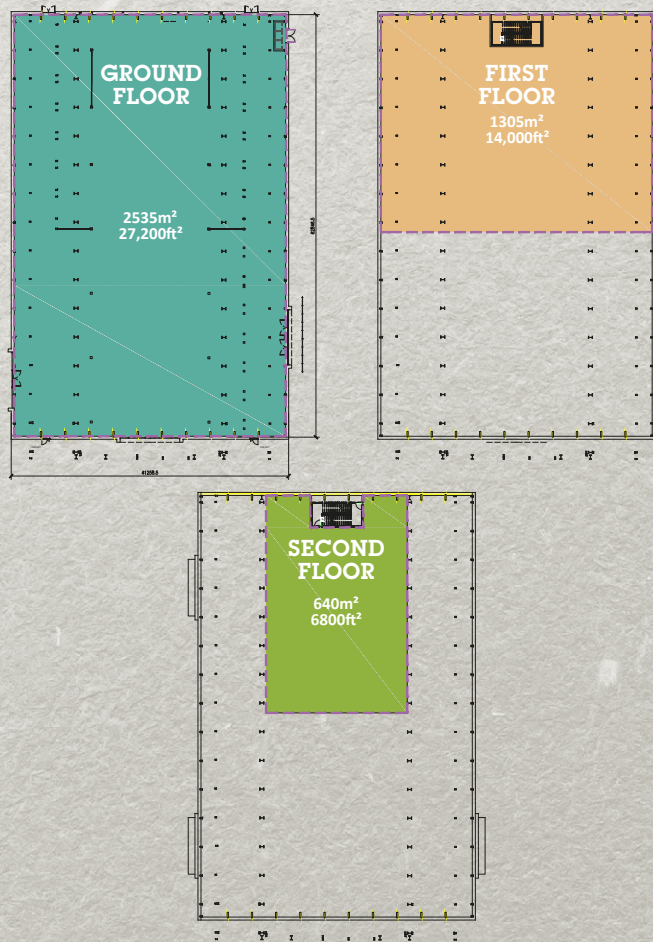 GROUND
FLOOR
2535m²
27,200ft²
FIRST
FLOOR
1305m²
14,000ft²
SECOND
FLOOR
640m²
6800ft²